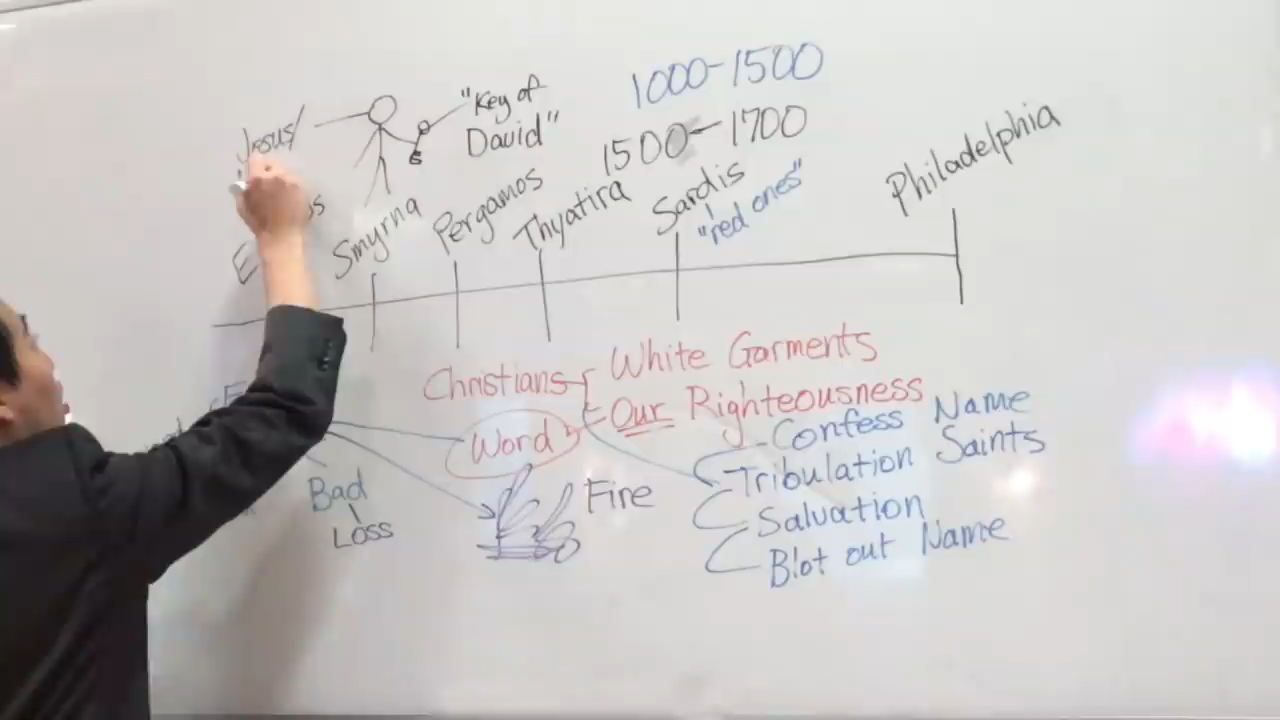 1000-1500
"Key of
David"
Jesus/
1500-1700
Smyrna
Pergamos
Thyatira
Sardis
"red ones"
Philadelphia
Christians
White Garments
Our Righteousness
Word
Confess Name
Tribulation Saints
Salvation
Blot out Name
Fire
Bad
Loss